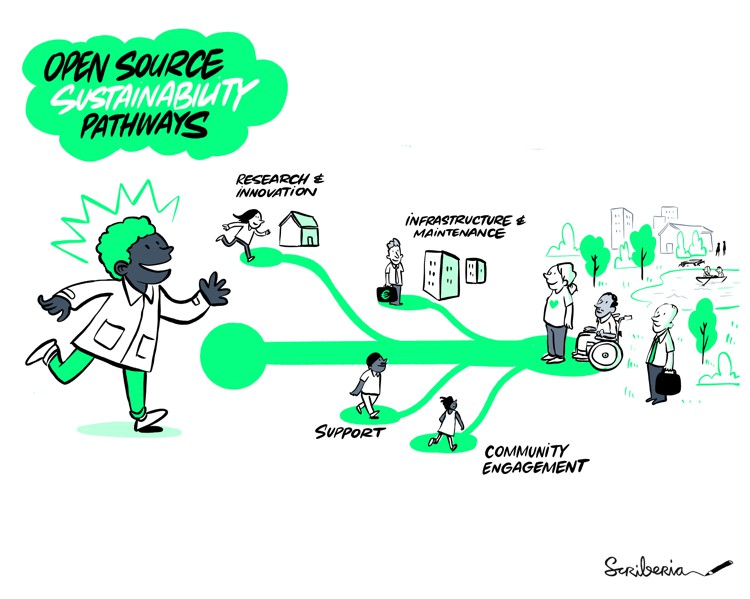 OPEN SOURCE
SUSTAINABILITY
PATHWAYS
RESEARCH &
INNOVATION
INFRASTRUCTURE &
MAINTENANCE
€
SUPPORT
COMMUNITY
ENGAGEMENT
Scriberia